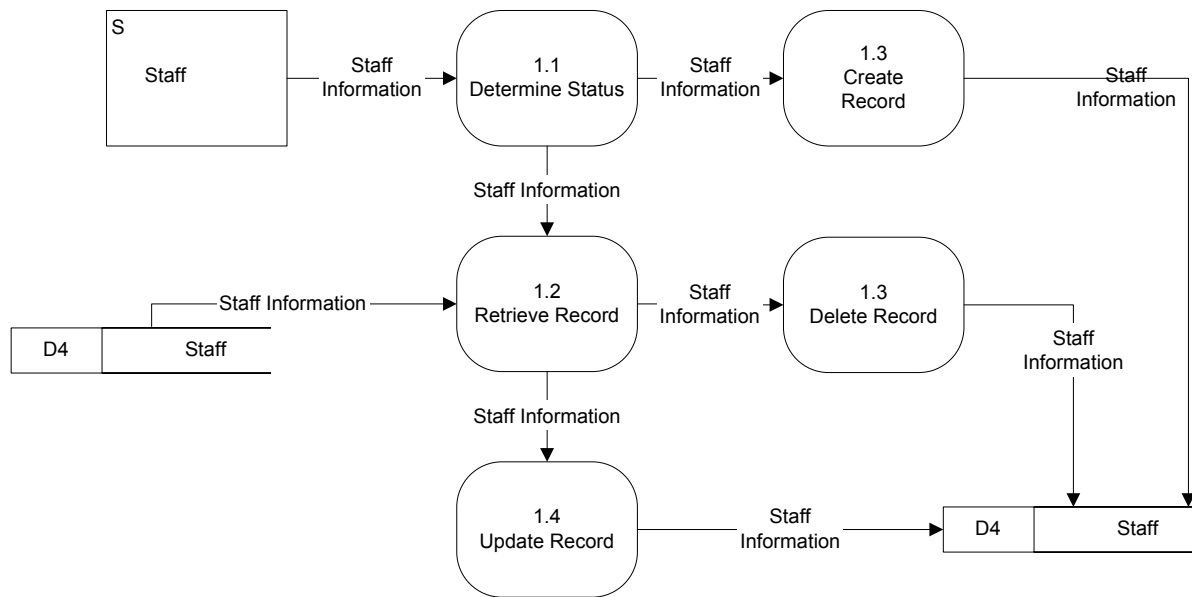 S
Staff
Staff
Information
1.1
Determine Status
Staff
Information
1.3
Create
Record
Staff
Information
Staff Information
Staff Information
1.2
Retrieve Record
Staff
Information
1.3
Delete Record
D4
Staff
Staff
Information
Staff Information
1.4
Update Record
Staff
Information
D4
Staff